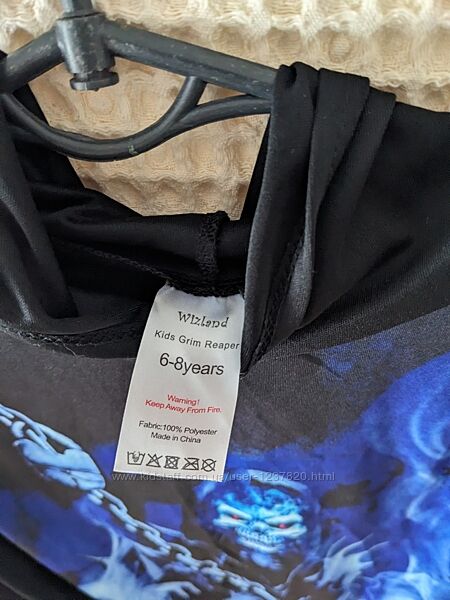 Wizland
Kids Grim Reaper
6-8years
Warning!
Keep Away From Fire.
Fabric:100% Polyester
Made in China
www.kidstaff.com.ua/user-1237820.html